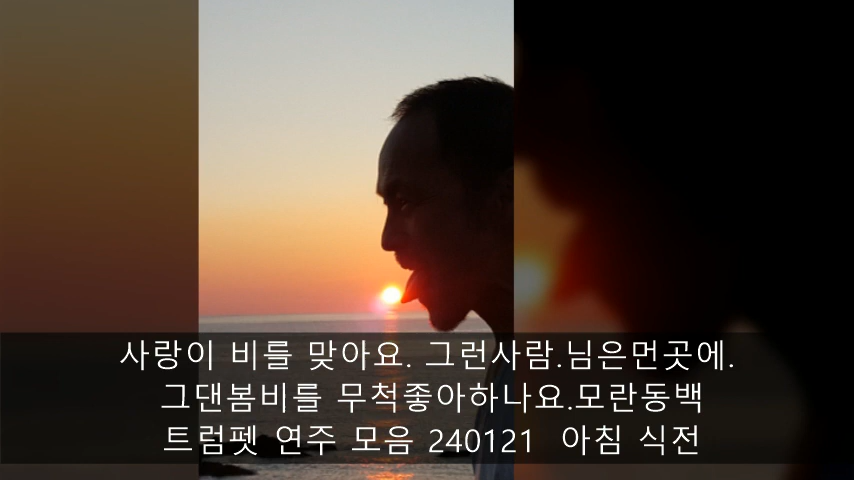 사랑이 비를 맞아요. 그런사람.님은먼곳에.
그댄봄비를 무척좋아하나요.모란동백
트럼펫 연주 모음 240121  아침 식전